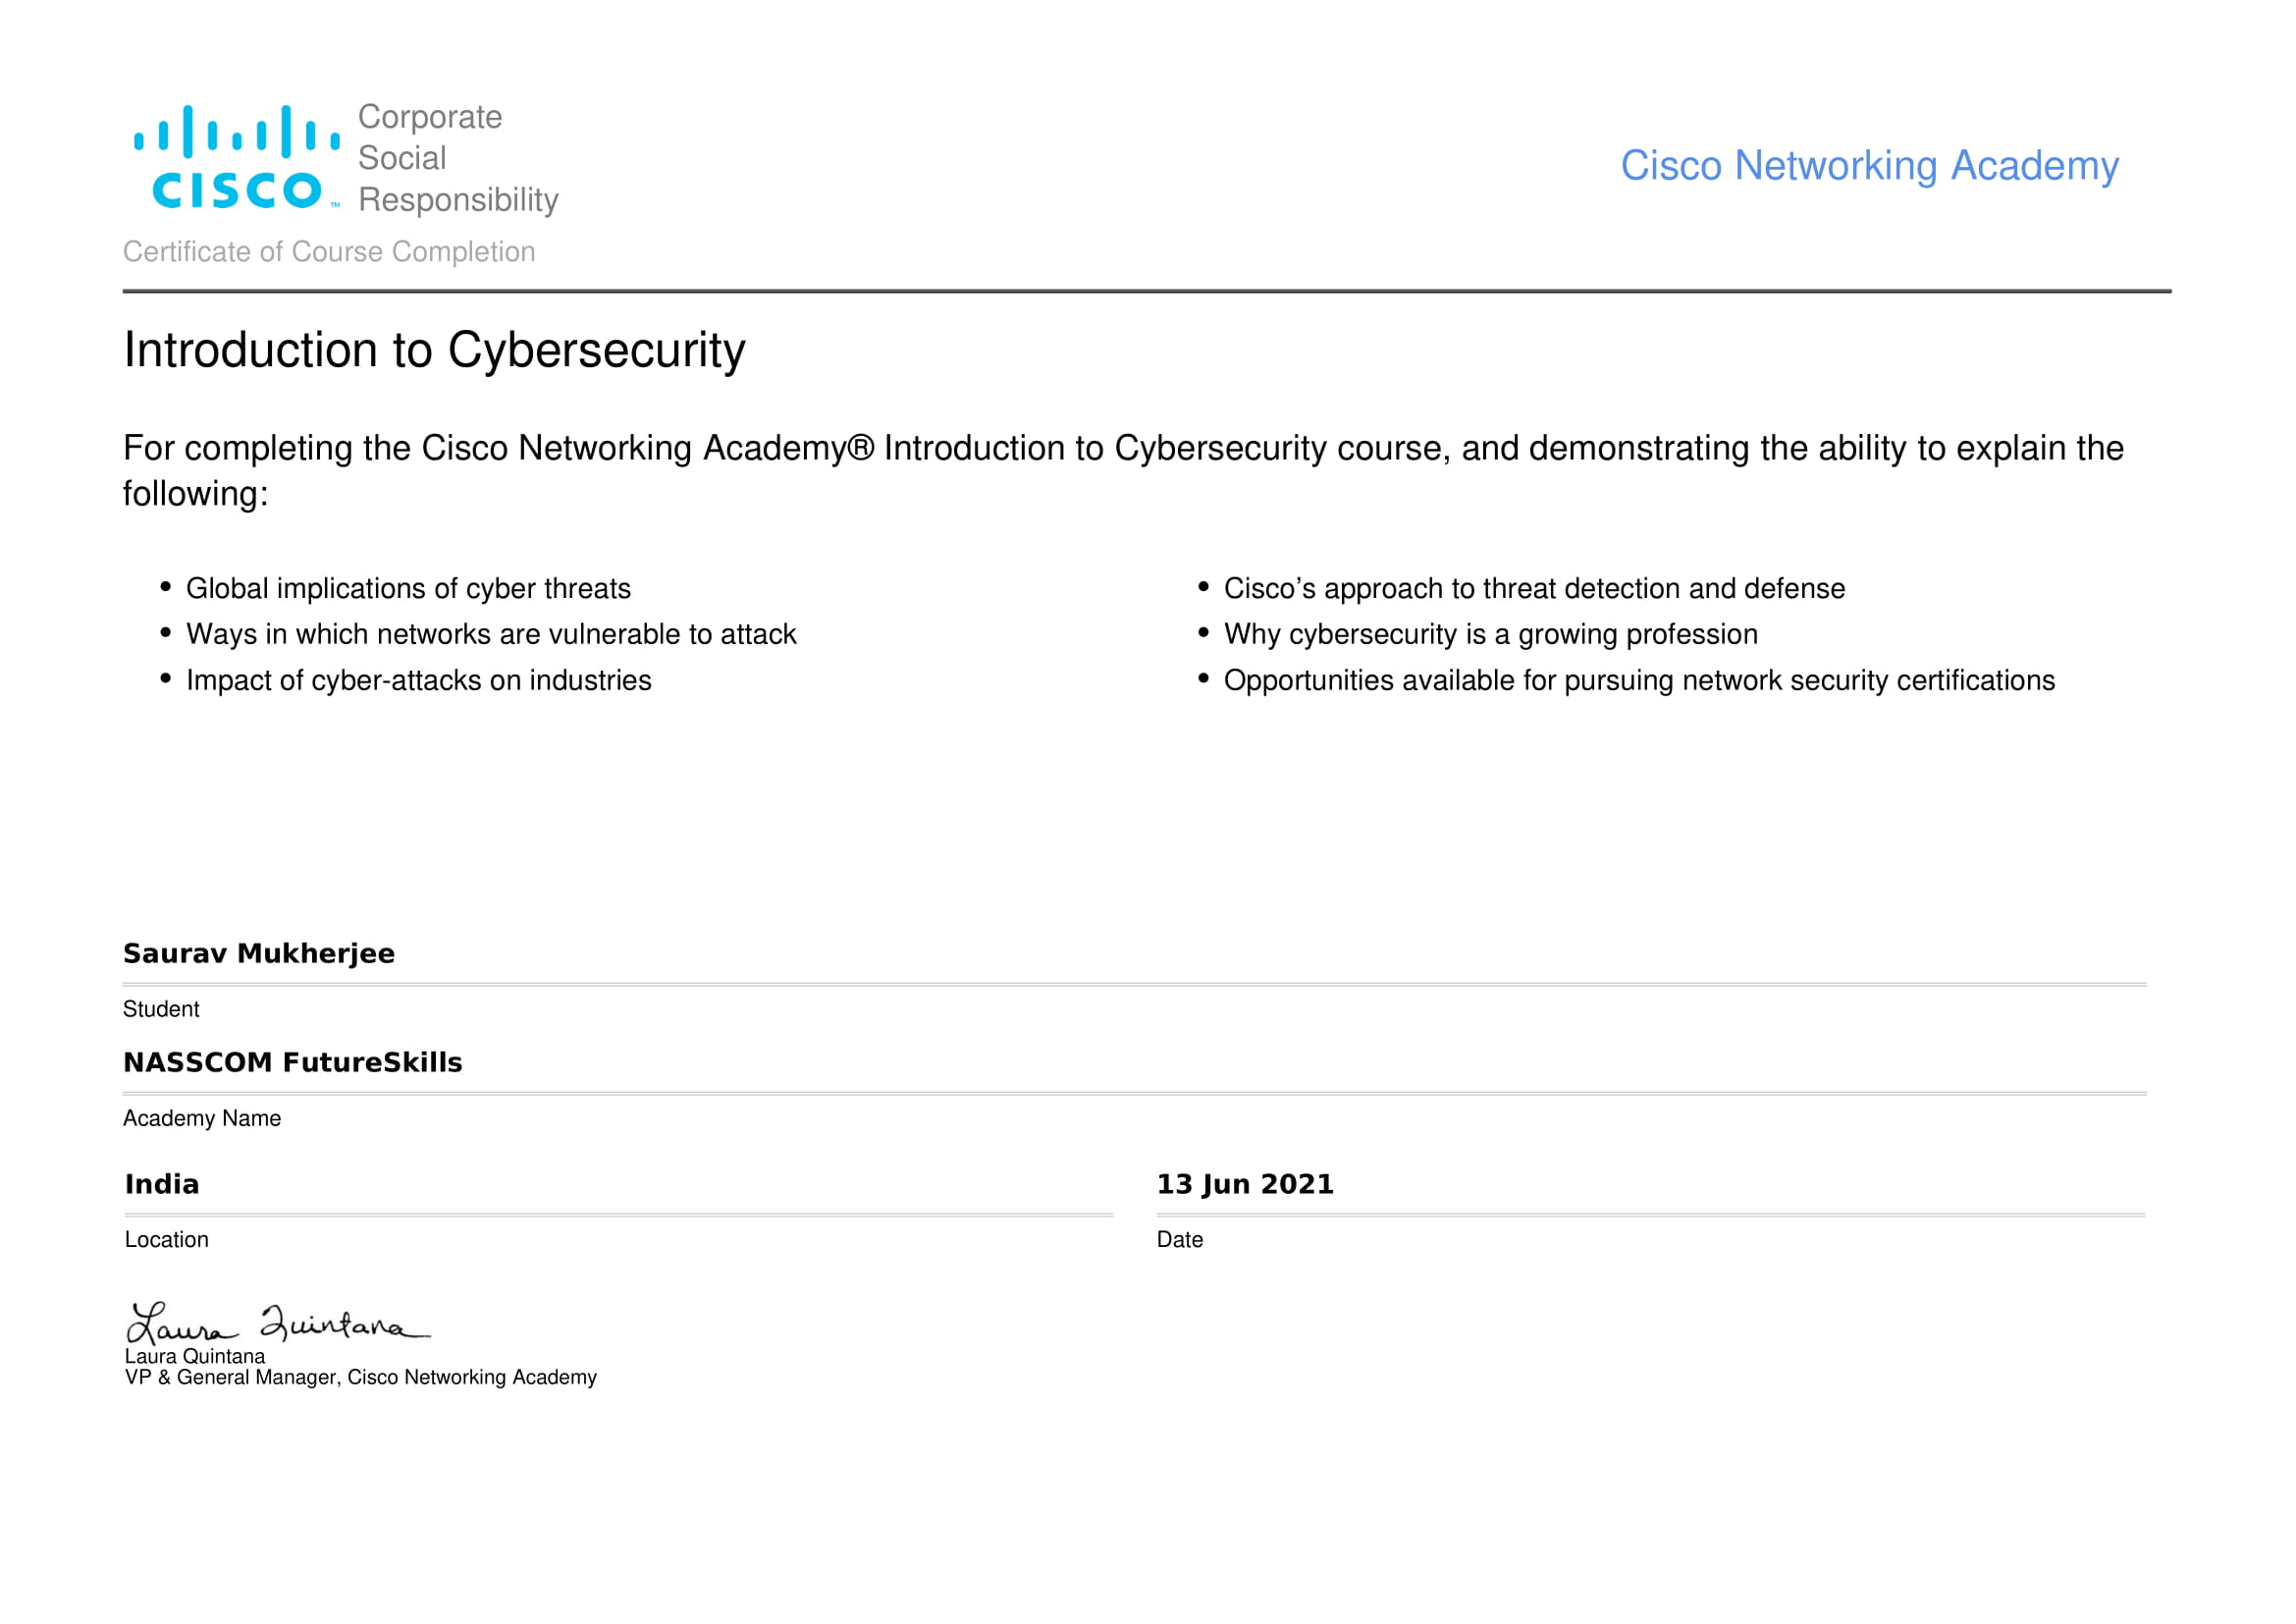 CISCO™
Corporate
Social
Responsibility
Cisco Networking Academy
Certificate of Course Completion
Introduction to Cybersecurity
For completing the Cisco Networking Academy® Introduction to Cybersecurity course, and demonstrating the ability to explain the
following:
• Global implications of cyber threats
• Ways in which networks are vulnerable to attack
• Impact of cyber-attacks on industries
• Cisco’s approach to threat detection and defense
• Why cybersecurity is a growing profession
• Opportunities available for pursuing network security certifications
Saurav Mukherjee
Student
NASSCOM FutureSkills
Academy Name
India
Location
13 Jun 2021
Date
Laura Quintana
Laura Quintana
VP & General Manager, Cisco Networking Academy